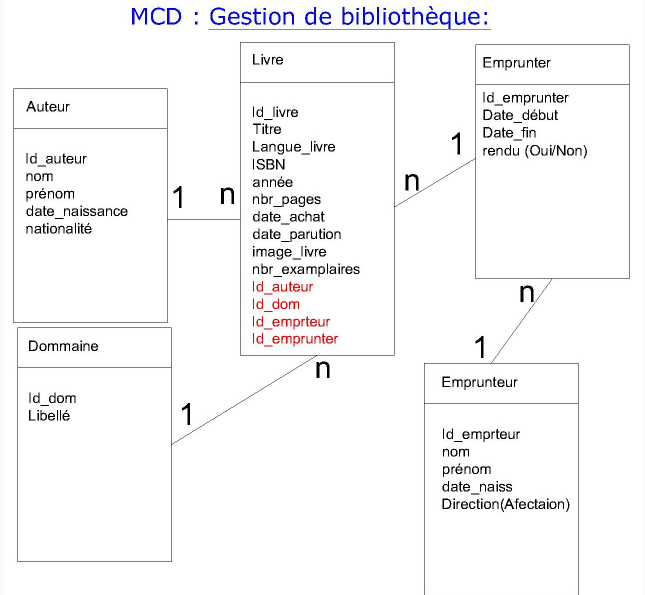 MCD : Gestion de bibliothèque:
Auteur
Id_auteur
nom
prénom
date_naissance
nationalité
1
n
Livre
Id_livre
Titre
Langue_livre
ISBN
année
nbr_pages
date_achat
date_parution
image_livre
nbr_examplaires
Id_auteur
Id_dom
Id_emprteur
Id_emprunter
n
1
Emprunter
Id_emprunter
Date_début
Date_fin
rendu (Oui/Non)
n
1
Dommaine
Id_dom
Libellé
1
n
Emprunteur
Id_emprteur
nom
prénom
date_naiss
Direction(Afectaion)